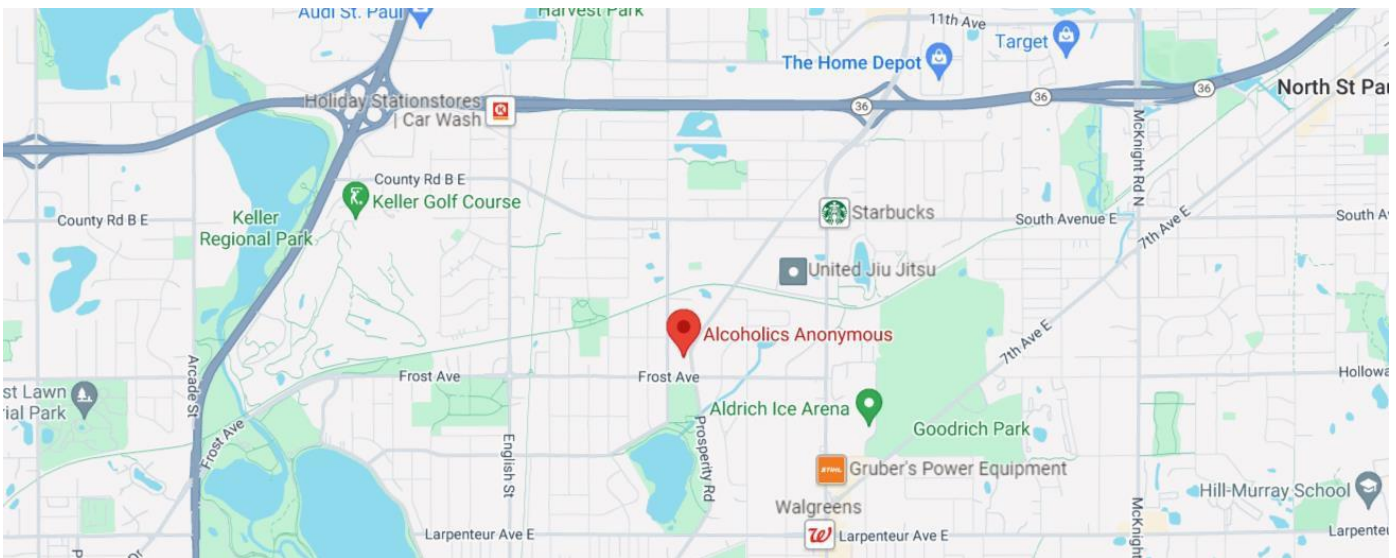 Audi St. Paul
Harvest Park
11th Ave
Target
The Home Depot
36
36
36
North St Pau
Holiday Stationstores
| Car Wash
McKnight Rd N
County Rd B E
Keller Golf Course
County Rd B E
Keller
Regional Park
Starbucks
South Avenue E
7th Ave E
South A
United Jiu Jitsu
Alcoholics Anonymous
7th Ave E
Arcade St
st Lawn
rial Park
Frost Ave
Frost Ave
Frost Ave
Hollowa
Aldrich Ice Arena
Goodrich Park
Prosperity Rd
English St
STIHL
Gruber's Power Equipment
Walgreens
W
Hill-Murray School
McKnight
Larpenteur Ave E
Larpenteur Ave E
Larpente